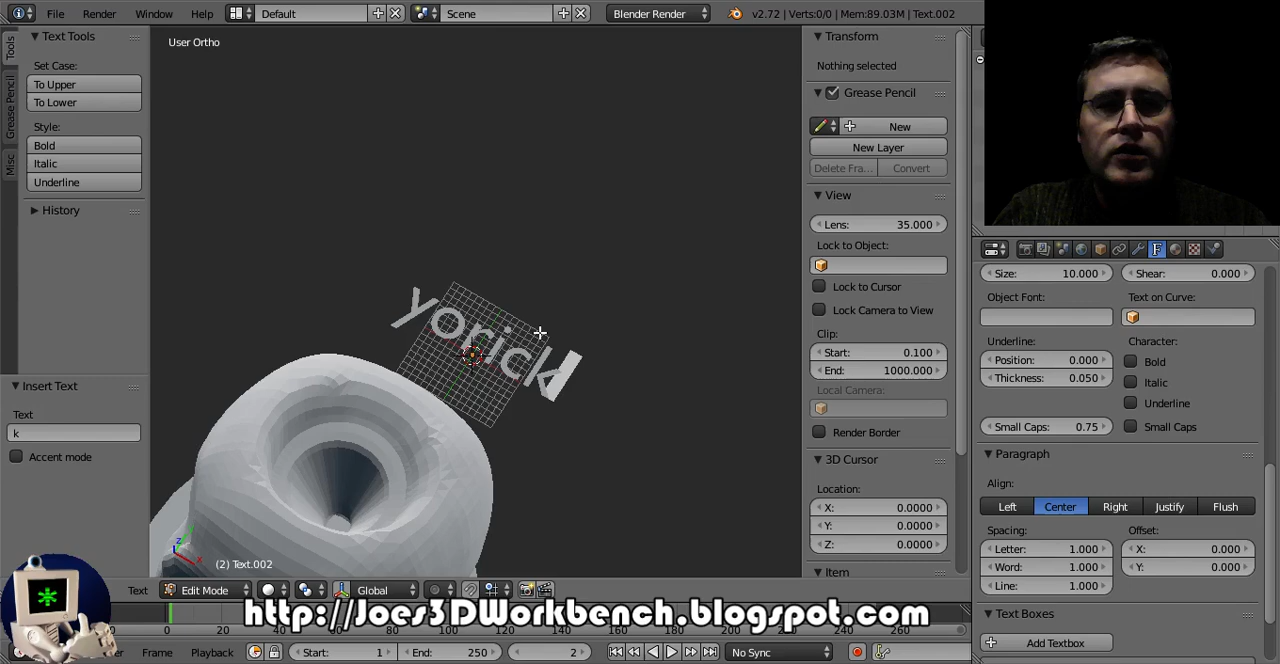 File Render Window Help Default Scene Blender Render v2.72 | Verts:0/0 | Mem:89.03M | Text.002
Tools
Grease Pencil
Misc
Text Tools
Set Case:
To Upper
To Lower
Style:
Bold
Italic
Underline
History
Insert Text
Text
k
Accent mode
User Ortho
yorick
(2) Text.002
Transform
Nothing selected
Grease Pencil
New
New Layer
Delete Fra... Convert
View
Lens: 35.000
Lock to Object:
Lock to Cursor
Lock Camera to View
Clip:
Start: 0.100
End: 1000.000
Local Camera:
Render Border
3D Cursor
Location:
X: 0.0000
Y: 0.0000
Z: 0.0000
Item
Size: 10.000 Shear: 0.000
Object Font: Text on Curve:
Underline: Character:
Position: 0.000 Bold
Thickness: 0.050 Italic
Underline
Small Caps: 0.75 Small Caps
Paragraph
Align:
Left Center Right Justify Flush
Spacing: Offset:
Letter: 1.000 X: 0.000
Word: 1.000 Y: 0.000
Line: 1.000
Text Boxes
Add Textbox
Text Edit Mode Global
http://Joes3DWorkbench.blogspot.com
Frame Playback Start: 1 End: 250 2 No Sync